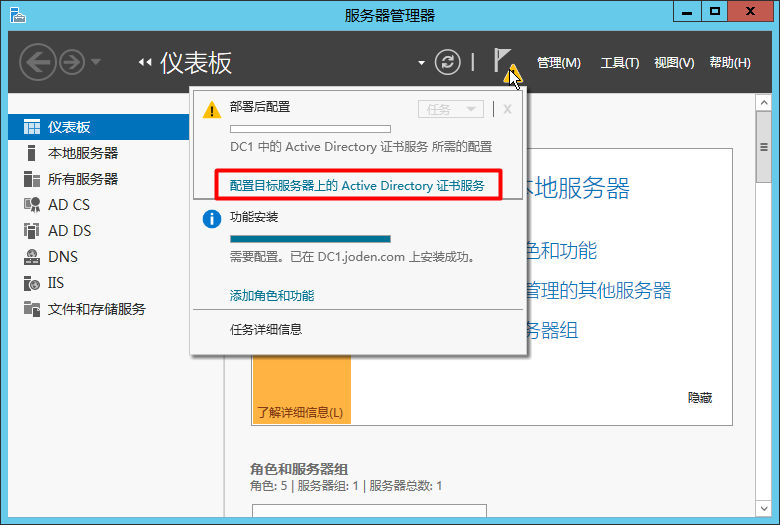 服务器管理器
仪表板
管理(M) 工具(T) 视图(V) 帮助(H)
仪表板
本地服务器
所有服务器
AD CS
AD DS
DNS
IIS
文件和存储服务
部署后配置
任务
DC1 中的 Active Directory 证书服务 所需的配置
配置目标服务器上的 Active Directory 证书服务
功能安装
需要配置。已在 DC1.joden.com 上安装成功。
添加角色和功能
任务详细信息
地服务器
色和功能
管理的其他服务器
务器组
了解详细信息(L)
隐藏
角色和服务器组
角色: 5 | 服务器组: 1 | 服务器总数: 1